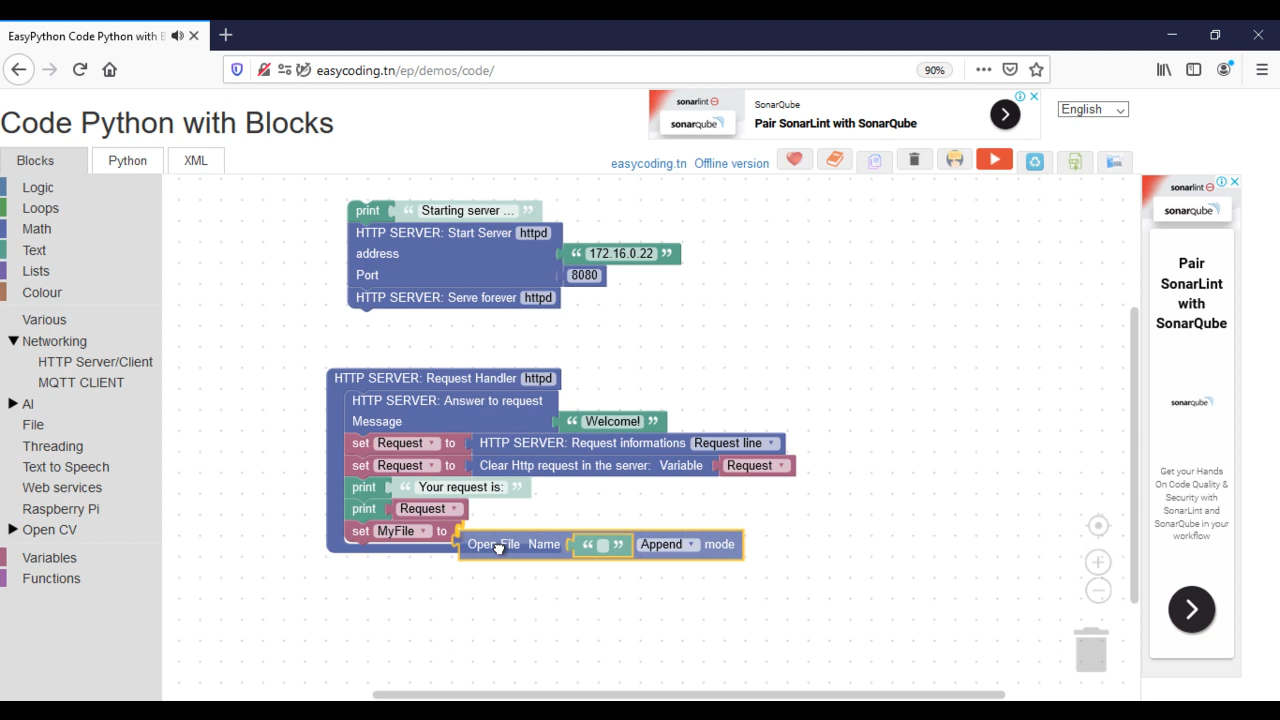 EasyPython Code Python with B
easycoding.tn/ep/demos/code/
90%
Code Python with Blocks
sonarlint
sonarqube
SonarQube
Pair SonarLint with SonarQube
English
Blocks
Python
XML
easycoding.tn
Offline version
Logic
Loops
Math
Text
Lists
Colour
Various
Networking
HTTP Server/Client
MQTT CLIENT
AI
File
Threading
Text to Speech
Web services
Raspberry Pi
Open CV
Variables
Functions
print “ Starting server ... ”
HTTP SERVER: Start Server httpd
address “ 172.16.0.22 ”
Port 8080
HTTP SERVER: Serve forever httpd
HTTP SERVER: Request Handler httpd
HTTP SERVER: Answer to request
Message “ Welcome! ”
set Request to HTTP SERVER: Request informations Request line
set Request to Clear Http request in the server: Variable Request
print “ Your request is: ”
print Request
set MyFile to
Open File Name “ ” Append mode
sonarlint
sonarqube
Pair
SonarLint
with
SonarQube
sonarqube
Get your Hands
On Code Quality &
Security with
SonarLint and
SonarQube in your
workflow